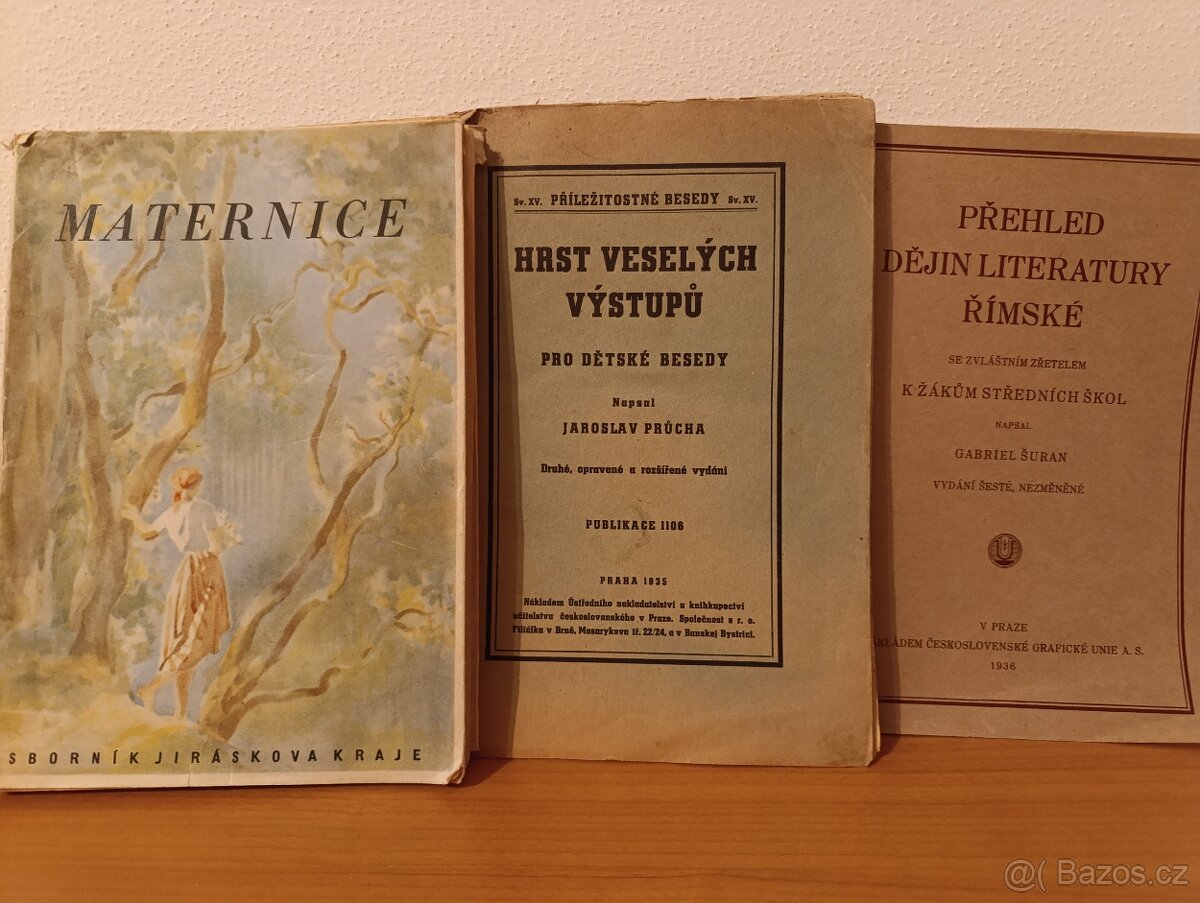 MATERNICE
SBORNÍK JIRÁSKOVA KRAJE
Sv. XV. PŘÍLEŽITOSTNÉ BESEDY Sv. XV.
HRST VESELÝCH
VÝSTUPŮ
PRO DĚTSKÉ BESEDY
Napsal
JAROSLAV PRŮCHA
Druhé, opravené a rozšířené vydání
PUBLIKACE 1106
PRAHA 1935
Nákladem Ústředního nakladatelství a knihkupectví
učitelstva československého v Praze. Společnost s r. o.
Filiálka v Brně, Masarykova tř. 22/24, a v Banskej Bystrici.
PŘEHLED
DĚJIN LITERATURY
ŘÍMSKÉ
SE ZVLÁŠTNÍM ZŘETELEM
K ŽÁKŮM STŘEDNÍCH ŠKOL
NAPSAL
GABRIEL ŠURAN
VYDÁNÍ ŠESTÉ, NEZMĚNĚNÉ
V PRAZE
KLADEM ČESKOSLOVENSKÉ GRAFICKÉ UNIE A. S.
1936
@( Bazos.cz